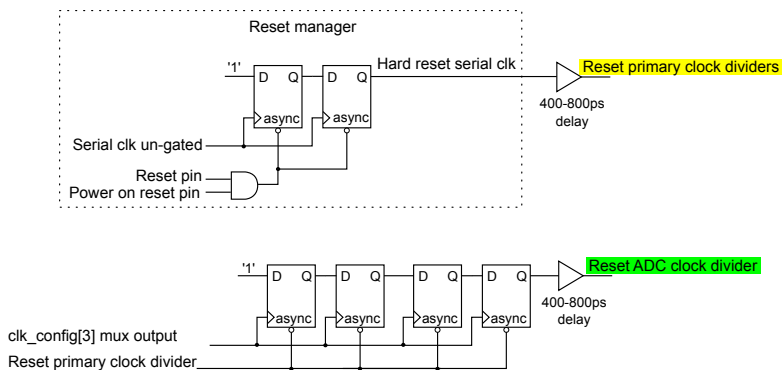 Reset manager
'1'
D Q D Q
Hard reset serial clk
Reset primary clock dividers
async async
400-800ps
delay
Serial clk un-gated
Reset pin
Power on reset pin
'1'
D Q D Q D Q D Q
Reset ADC clock divider
async async async async
400-800ps
delay
clk_config[3] mux output
Reset primary clock divider